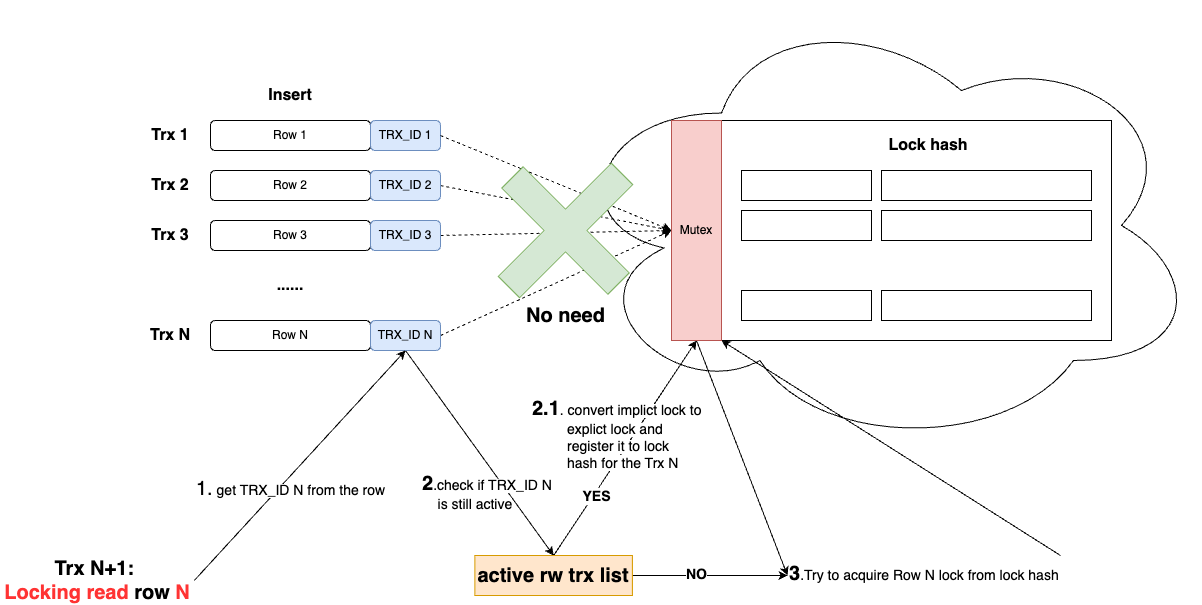 Insert
Trx 1
Row 1
TRX_ID 1
Trx 2
Row 2
TRX_ID 2
Trx 3
Row 3
TRX_ID 3
......
Trx N
Row N
TRX_ID N
No need
Mutex
Lock hash
2.1. convert implict lock to
explict lock and
register it to lock
hash for the Trx N
YES
1. get TRX_ID N from the row
2.check if TRX_ID N
is still active
Trx N+1:
Locking read row N
active rw trx list
NO
3.Try to acquire Row N lock from lock hash